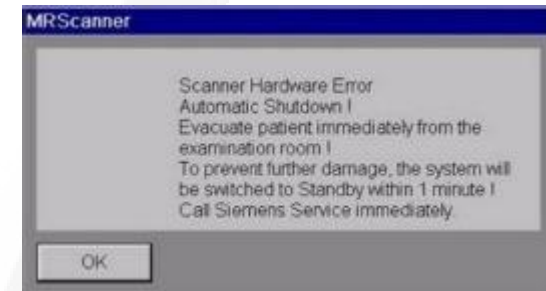 MRScanner
Scanner Hardware Error
Automatic Shutdown !
Evacuate patient immediately from the
examination room !
To prevent further damage, the system will
be switched to Standby within 1 minute !
Call Siemens Service immediately.
OK